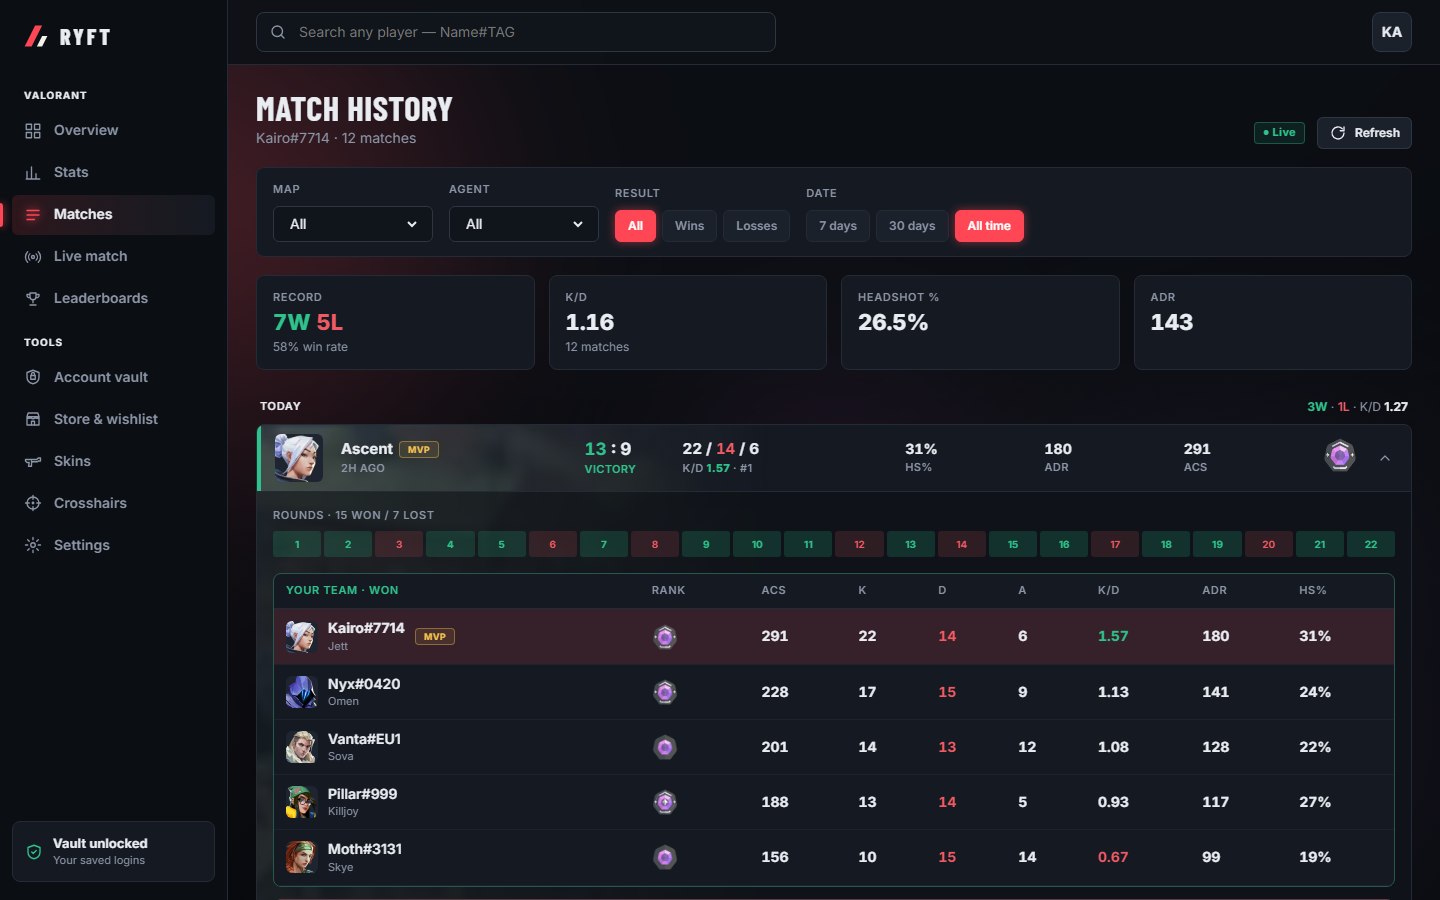 RYFT
Search any player — Name#TAG
KA
VALORANT
Overview
Stats
Matches
Live match
Leaderboards
TOOLS
Account vault
Store & wishlist
Skins
Crosshairs
Settings
Vault unlocked
Your saved logins
MATCH HISTORY
Kairo#7714 · 12 matches
Live
Refresh
MAP
All
AGENT
All
RESULT
All Wins Losses
DATE
7 days 30 days All time
RECORD
7W 5L
58% win rate
K/D
1.16
12 matches
HEADSHOT %
26.5%
ADR
143
TODAY
3W · 1L · K/D 1.27
Ascent MVP
2H AGO
13 : 9
VICTORY
22 / 14 / 6
K/D 1.57 · #1
31%
HS%
180
ADR
291
ACS
ROUNDS · 15 WON / 7 LOST
1 2 3 4 5 6 7 8 9 10 11 12 13 14 15 16 17 18 19 20 21 22
YOUR TEAM · WON RANK ACS K D A K/D ADR HS%
Kairo#7714 MVP 291 22 14 6 1.57 180 31%
Jett
Nyx#0420 228 17 15 9 1.13 141 24%
Omen
Vanta#EU1 201 14 13 12 1.08 128 22%
Sova
Pillar#999 188 13 14 5 0.93 117 27%
Killjoy
Moth#3131 156 10 15 14 0.67 99 19%
Skye